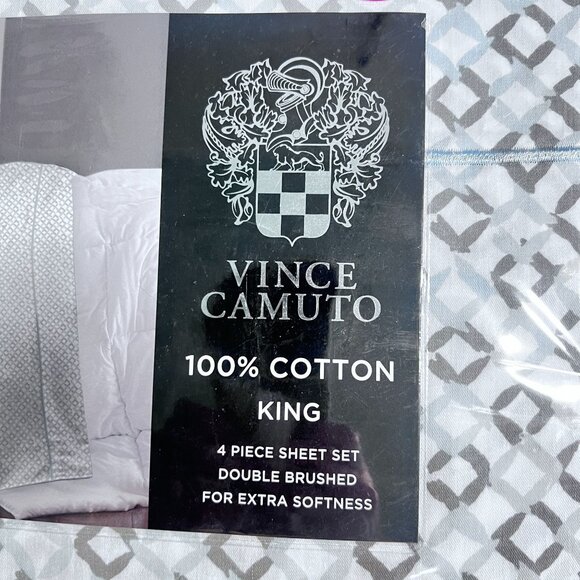 VINCE
CAMUTO
100% COTTON
KING
4 PIECE SHEET SET
DOUBLE BRUSHED
FOR EXTRA SOFTNESS